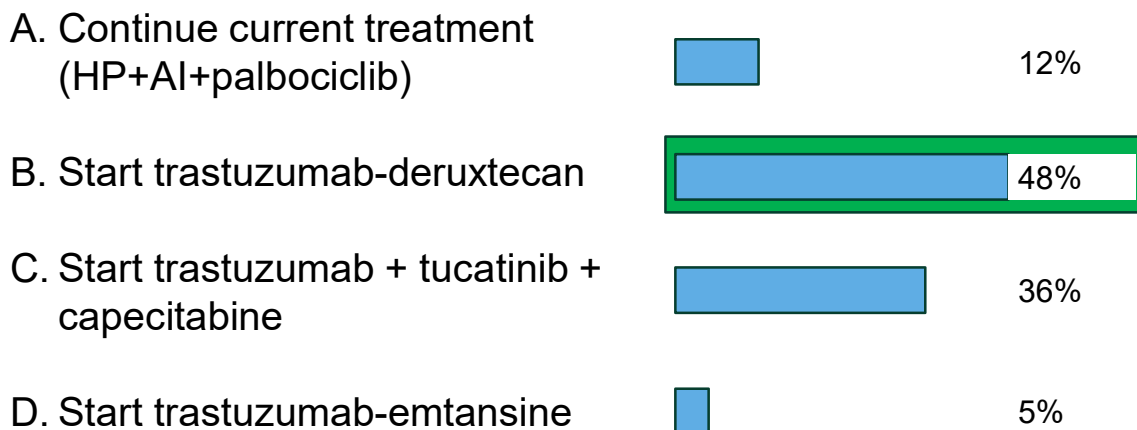 A. Continue current treatment
(HP+AI+palbociclib)
12%
B. Start trastuzumab-deruxtecan
48%
C. Start trastuzumab + tucatinib +
capecitabine
36%
D. Start trastuzumab-emtansine
5%